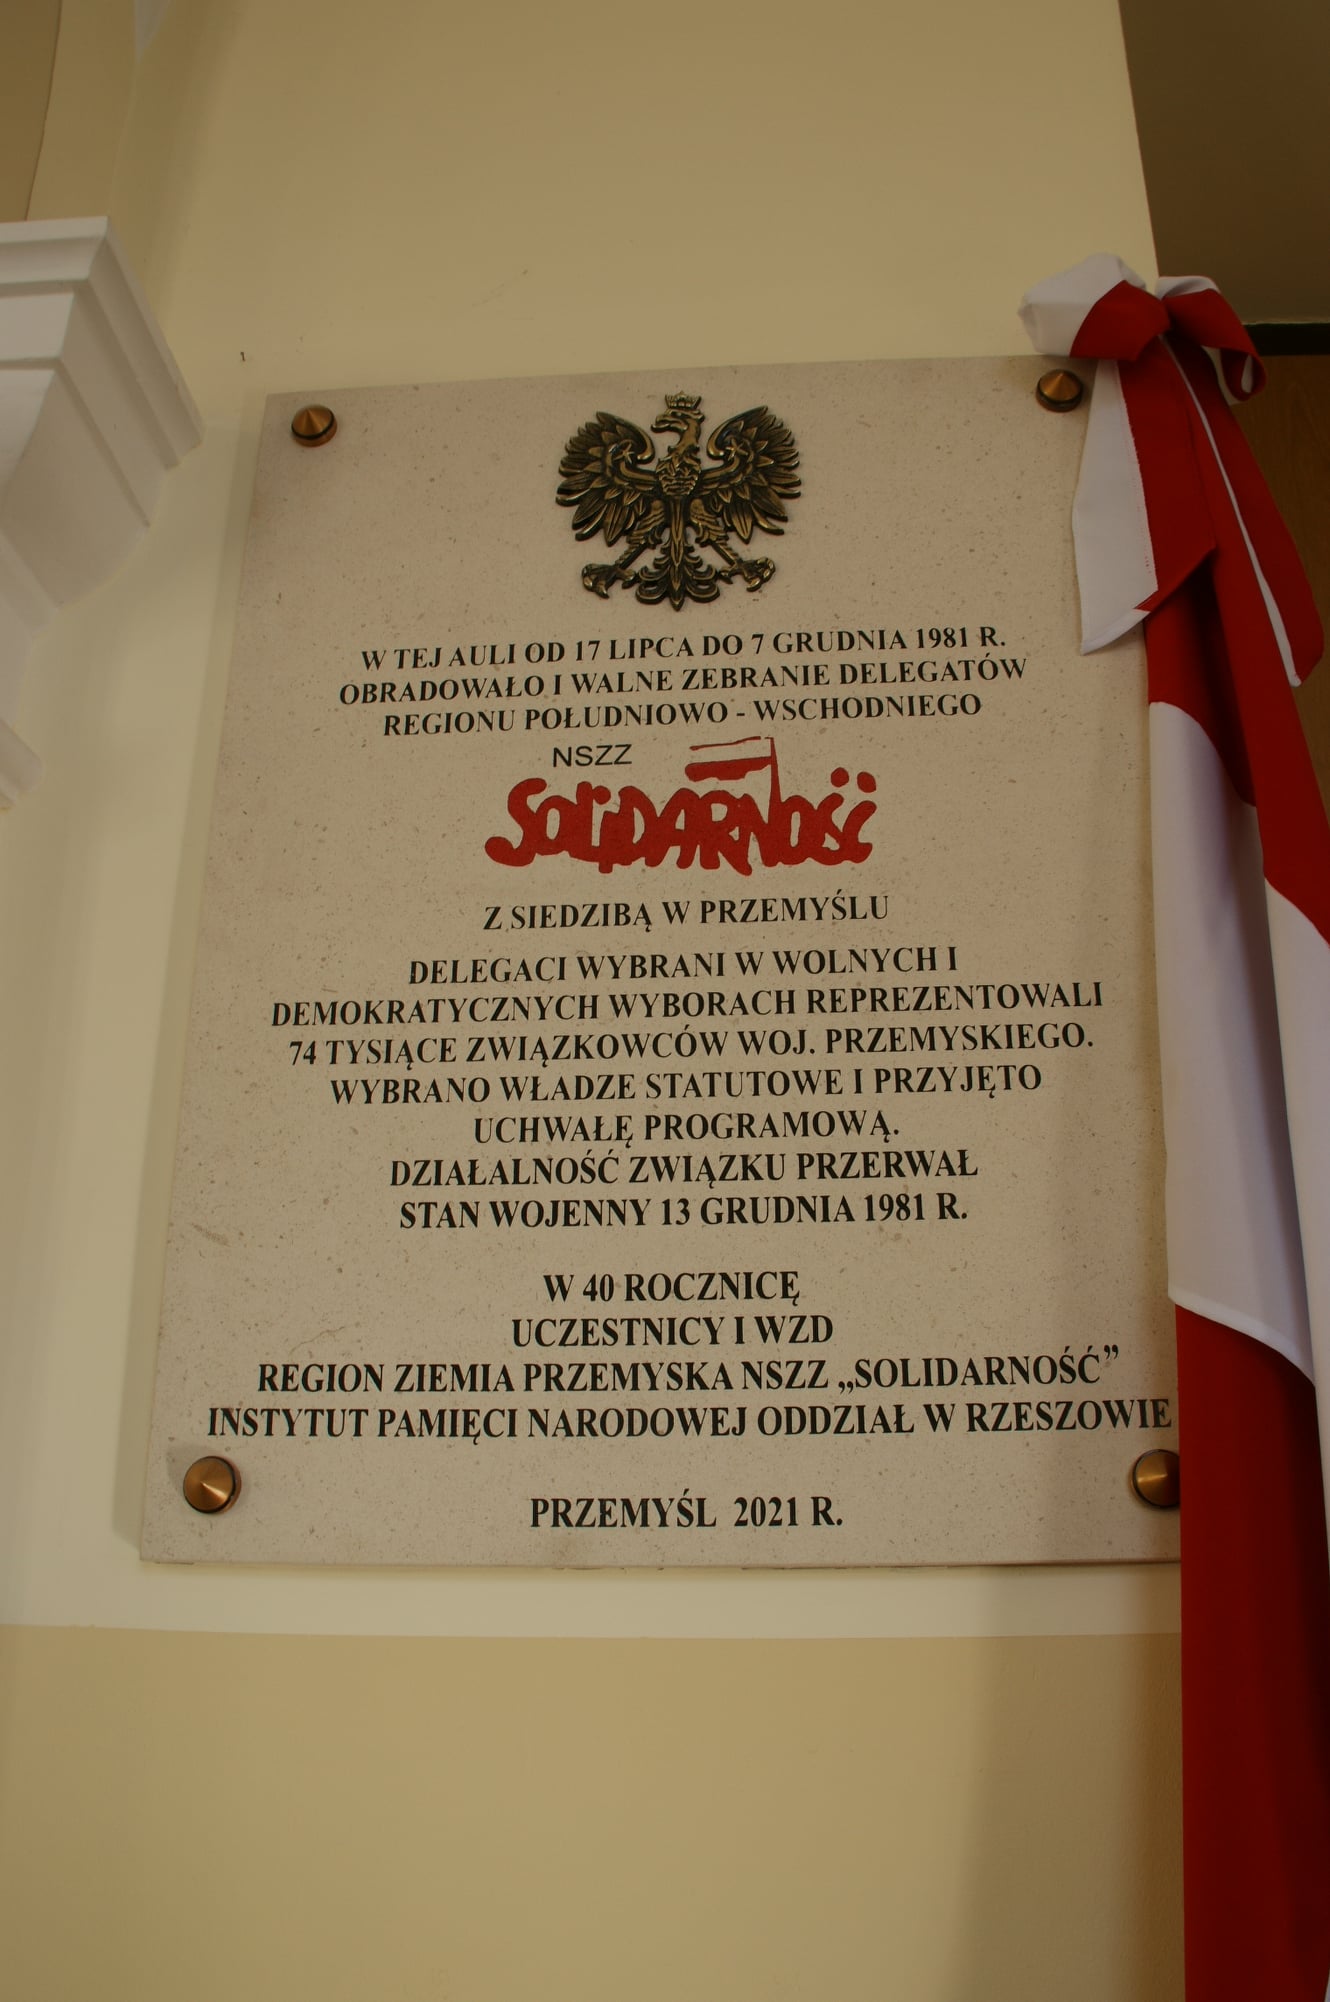 W TEJ AULI OD 17 LIPCA DO 7 GRUDNIA 1981 R.
OBRADOWAŁO I WALNE ZEBRANIE DELEGATÓW
REGIONU POŁUDNIOWO - WSCHODNIEGO
NSZZ
SOLIDARNOŚĆ
Z SIEDZIBĄ W PRZEMYŚLU
DELEGACI WYBRANI W WOLNYCH I
DEMOKRATYCZNYCH WYBORACH REPREZENTOWALI
74 TYSIĄCE ZWIĄZKOWCÓW WOJ. PRZEMYSKIEGO.
WYBRANO WŁADZE STATUTOWE I PRZYJĘTO
UCHWAŁĘ PROGRAMOWĄ.
DZIAŁALNOŚĆ ZWIĄZKU PRZERWAŁ
STAN WOJENNY 13 GRUDNIA 1981 R.
W 40 ROCZNICĘ
UCZESTNICY I WZD
REGION ZIEMIA PRZEMYSKA NSZZ „SOLIDARNOŚĆ”
INSTYTUT PAMIĘCI NARODOWEJ ODDZIAŁ W RZESZOWIE
PRZEMYŚL 2021 R.